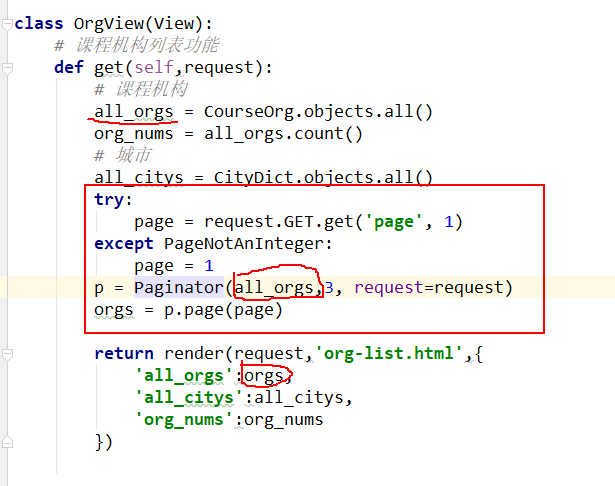 class OrgView(View):
    # 课程机构列表功能
    def get(self,request):
        # 课程机构
        all_orgs = CourseOrg.objects.all()
        org_nums = all_orgs.count()
        # 城市
        all_citys = CityDict.objects.all()
        try:
            page = request.GET.get('page', 1)
        except PageNotAnInteger:
            page = 1
        p = Paginator(all_orgs,3, request=request)
        orgs = p.page(page)
        return render(request,'org-list.html',{
            'all_orgs':orgs,
            'all_citys':all_citys,
            'org_nums':org_nums
        })